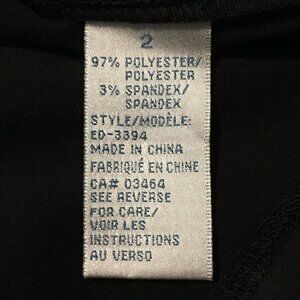 2
97% POLYESTER/
POLYESTER
3% SPANDEX/
SPANDEX
STYLE/MODÈLE:
ED-3394
MADE IN CHINA
FABRIQUÉ EN CHINE
CA# 03464
SEE REVERSE
FOR CARE/
VOIR LES
INSTRUCTIONS
AU VERSO